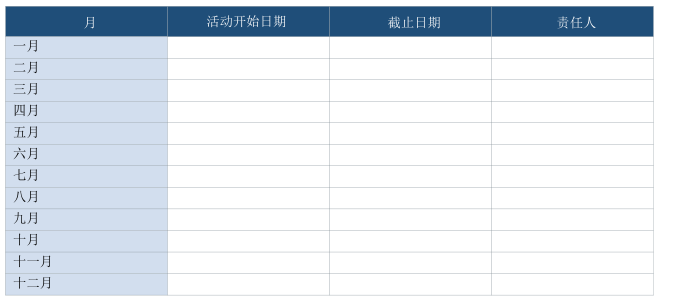 月 活动开始日期 截止日期 责任人
一月
二月
三月
四月
五月
六月
七月
八月
九月
十月
十一月
十二月